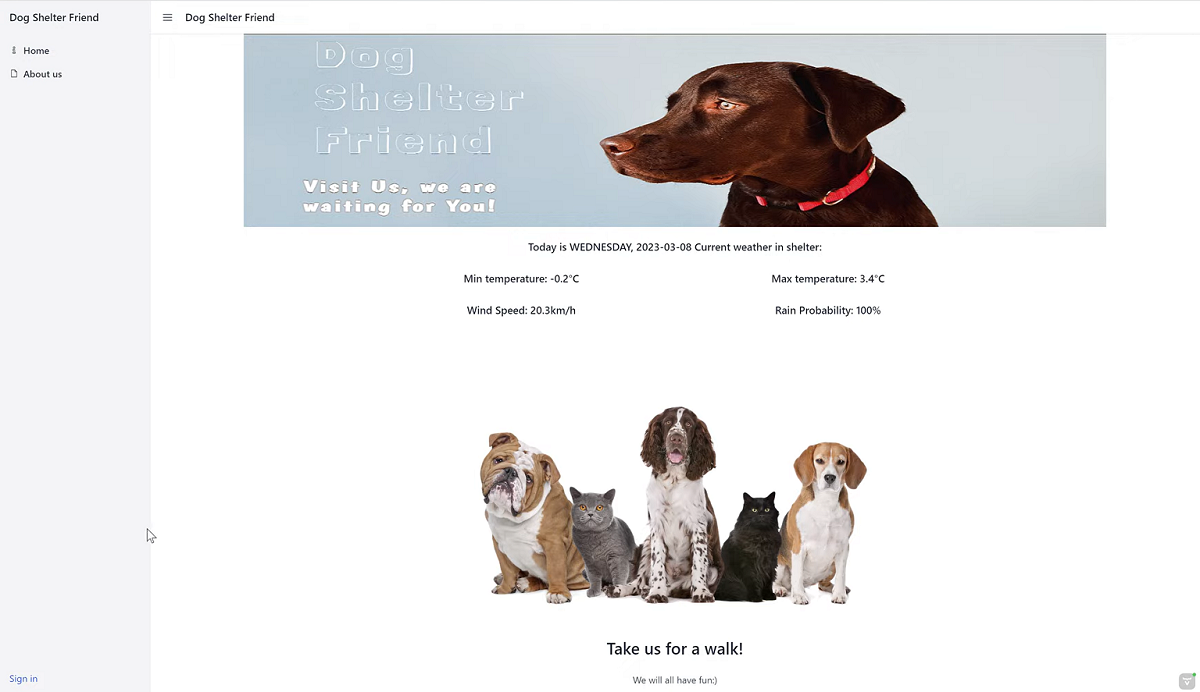 Dog Shelter Friend
Dog Shelter Friend
Home
About us
Dog
Shelter
Friend
Visit Us, we are
waiting for You!
Today is WEDNESDAY, 2023-03-08 Current weather in shelter:
Min temperature: -0.2°C
Max temperature: 3.4°C
Wind Speed: 20.3km/h
Rain Probability: 100%
Take us for a walk!
We will all have fun:)
Sign in